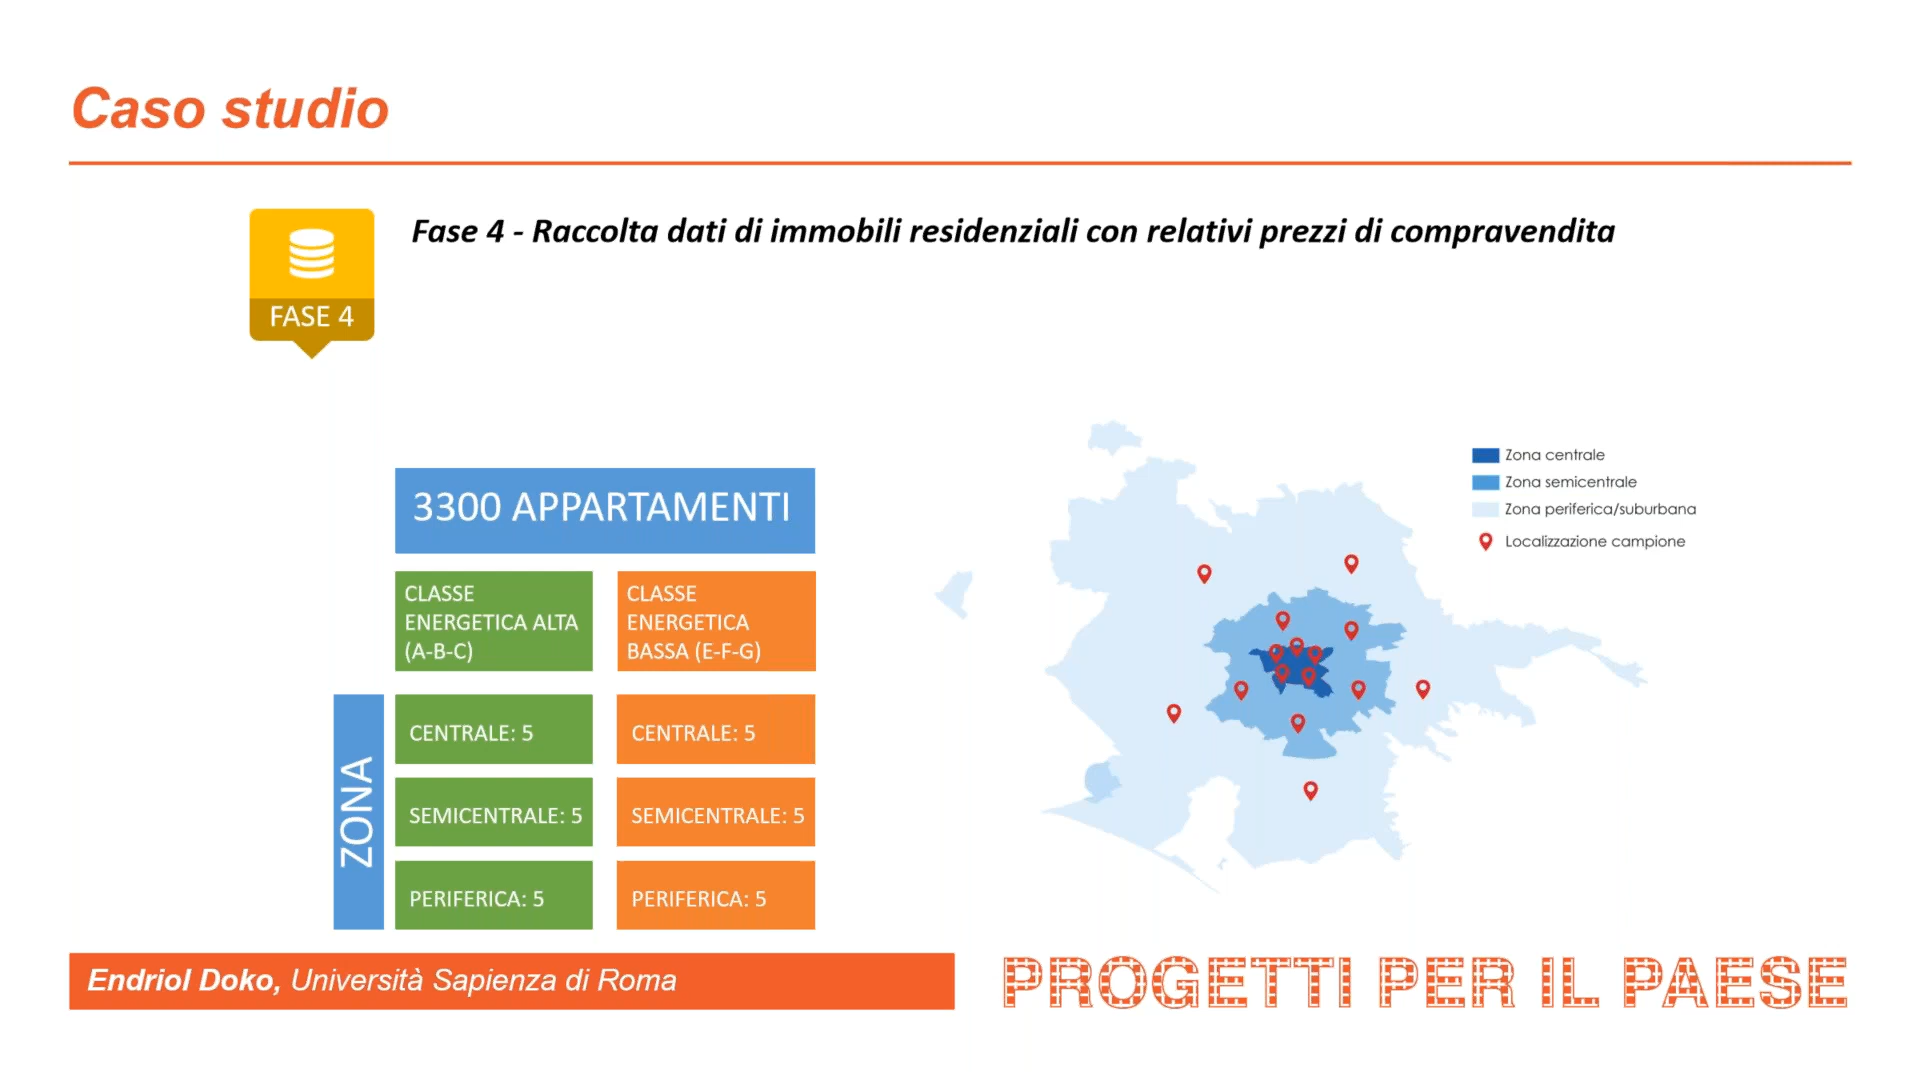 Caso studio
Fase 4 - Raccolta dati di immobili residenziali con relativi prezzi di compravendita
FASE 4
3300 APPARTAMENTI
CLASSE
ENERGETICA ALTA
(A-B-C)
CLASSE
ENERGETICA
BASSA (E-F-G)
ZONA
CENTRALE: 5
CENTRALE: 5
SEMICENTRALE: 5
SEMICENTRALE: 5
PERIFERICA: 5
PERIFERICA: 5
Zona centrale
Zona semicentrale
Zona periferica/suburbana
Localizzazione campione
Endriol Doko, Università Sapienza di Roma
PROGETTI PER IL PAESE